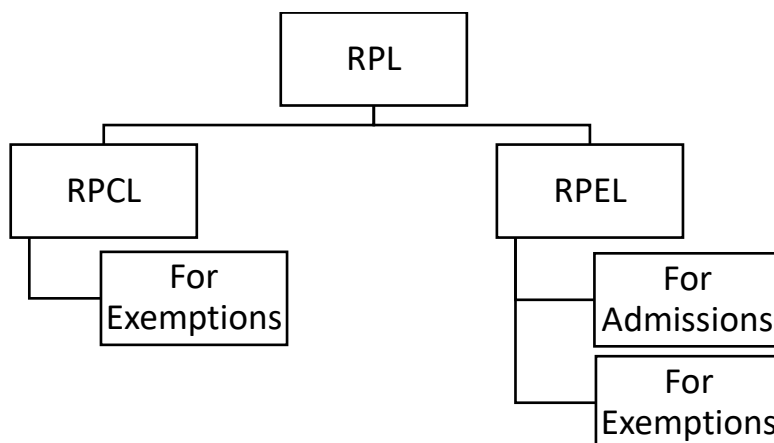 RPL
RPCL
For
Exemptions
RPEL
For
Admissions
For
Exemptions